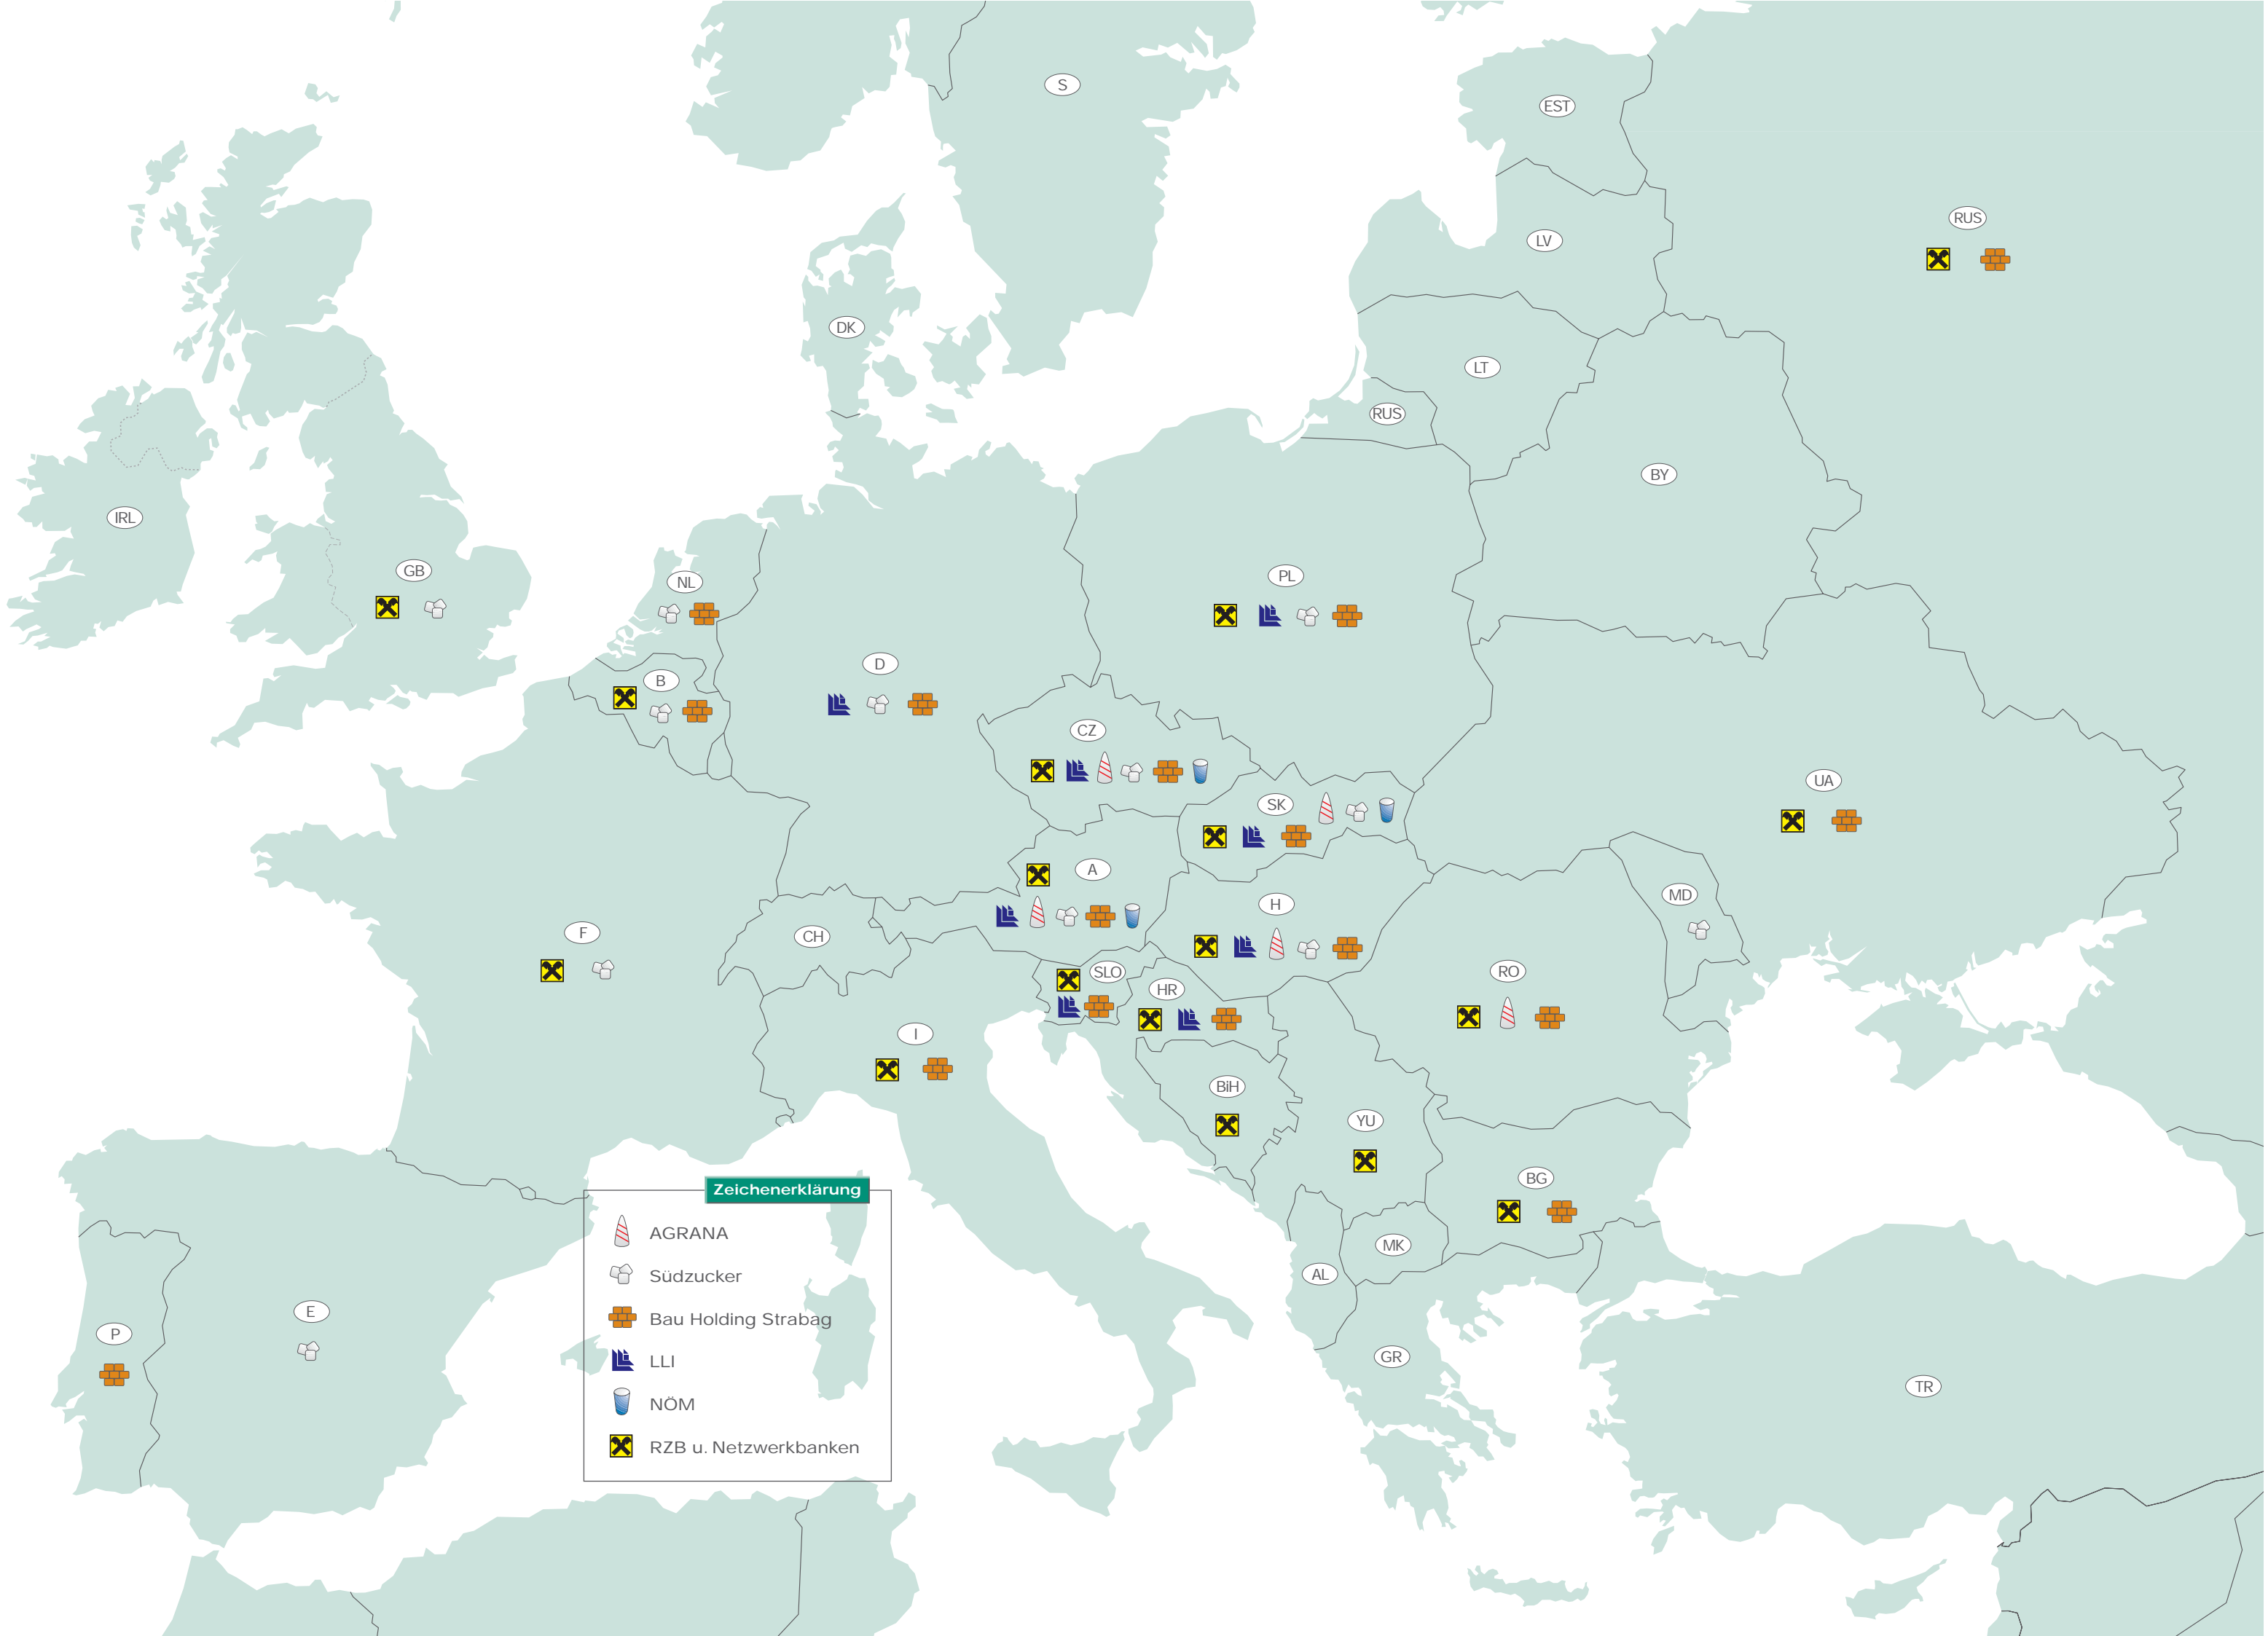 S
EST
RUS
LV
DK
LT
RUS
BY
IRL
GB
NL
PL
D
B
CZ
UA
SK
A
MD
H
F
CH
SLO
RO
HR
I
BiH
YU
BG
Zeichenerklärung
AGRANA
MK
AL
Südzucker
E
Bau Holding Strabag
P
GR
LLI
TR
NÖM
RZB u. Netzwerkbanken